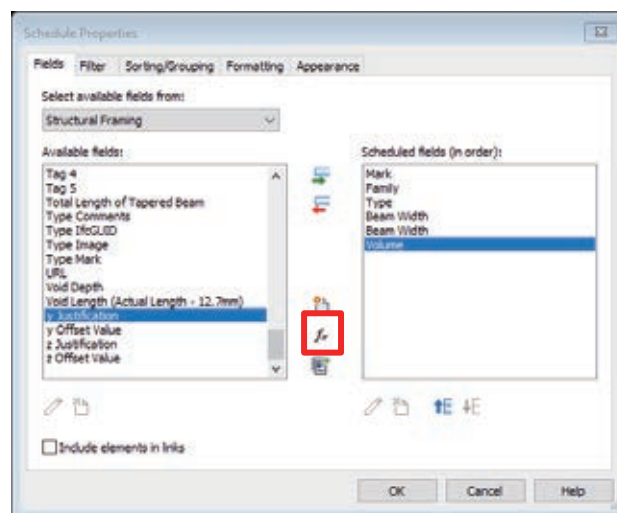 Schedule Properties
Fields Filter Sorting/Grouping Formatting Appearance
Select available fields from:
Structural Framing
Available fields:
Tag 4
Tag 5
Total Length of Tapered Beam
Type Comments
Type IfcGUID
Type Image
Type Mark
URL
Void Depth
Void Length (Actual Length - 12.7mm)
y Justification
y Offset Value
z Justification
z Offset Value
Scheduled fields (in order):
Mark
Family
Type
Beam Width
Beam Width
Volume
fx
Include elements in links
OK Cancel Help